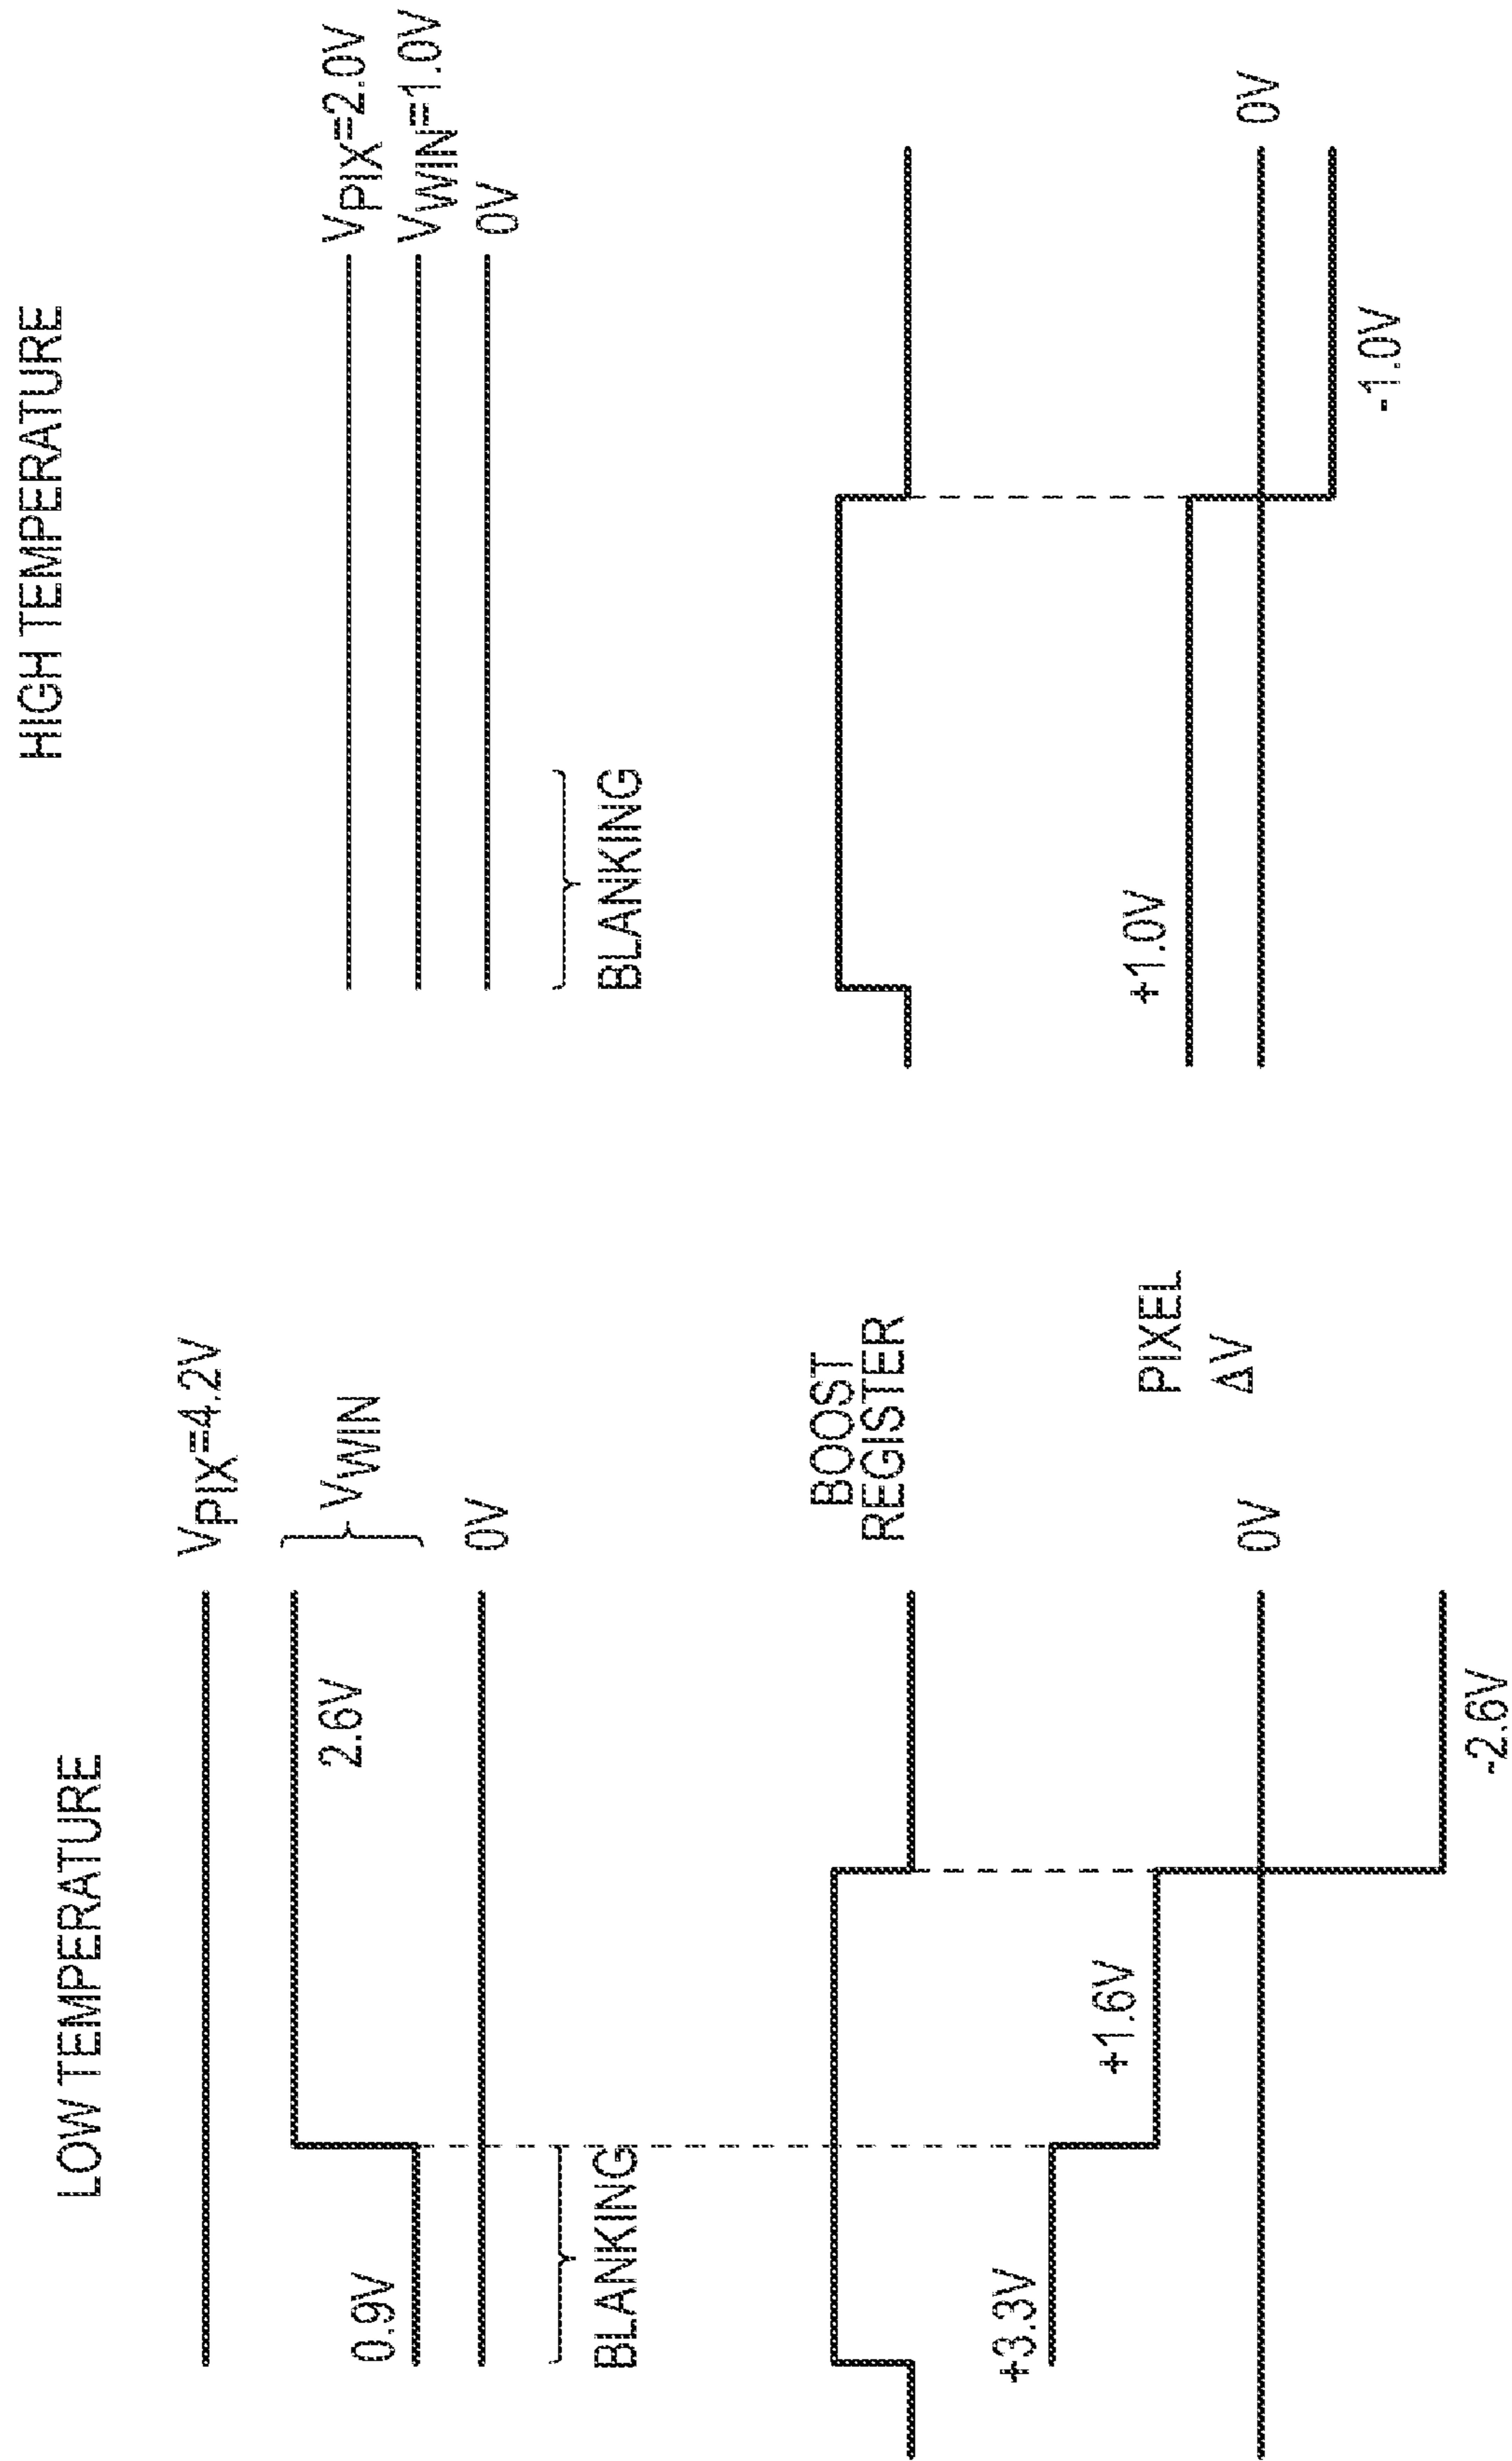 LOW TEMPERATURE
VPIX=4.2V
2.6V
VWIN
0.9V
0V
BLANKING
BOOST
REGISTER
+3.3V
+1.6V
PIXEL
ΔV
0V
-2.6V
HIGH TEMPERATURE
VPIX=2.0V
VWIN=1.0V
0V
BLANKING
+1.0V
0V
-1.0V